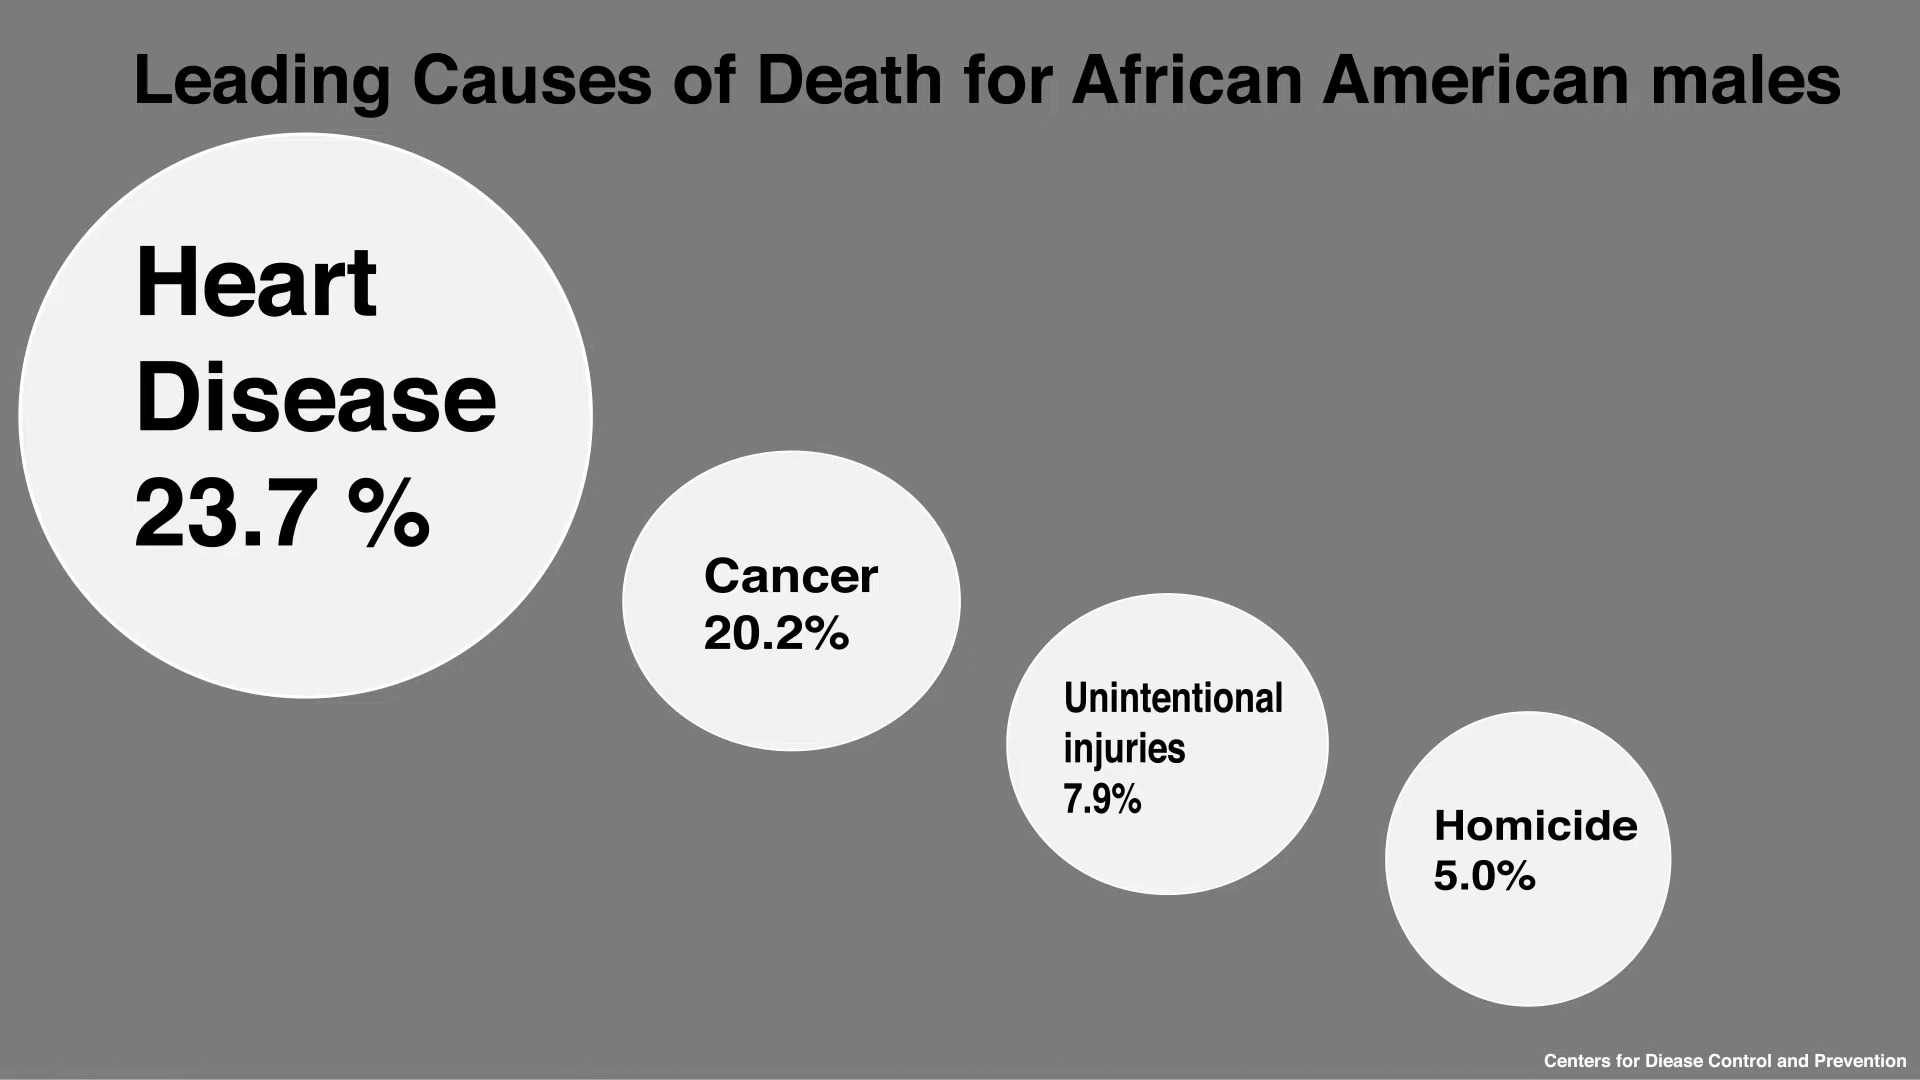 Leading Causes of Death for African American males
Heart
Disease
23.7 %
Cancer
20.2%
Unintentional
injuries
7.9%
Homicide
5.0%
Centers for Diease Control and Prevention